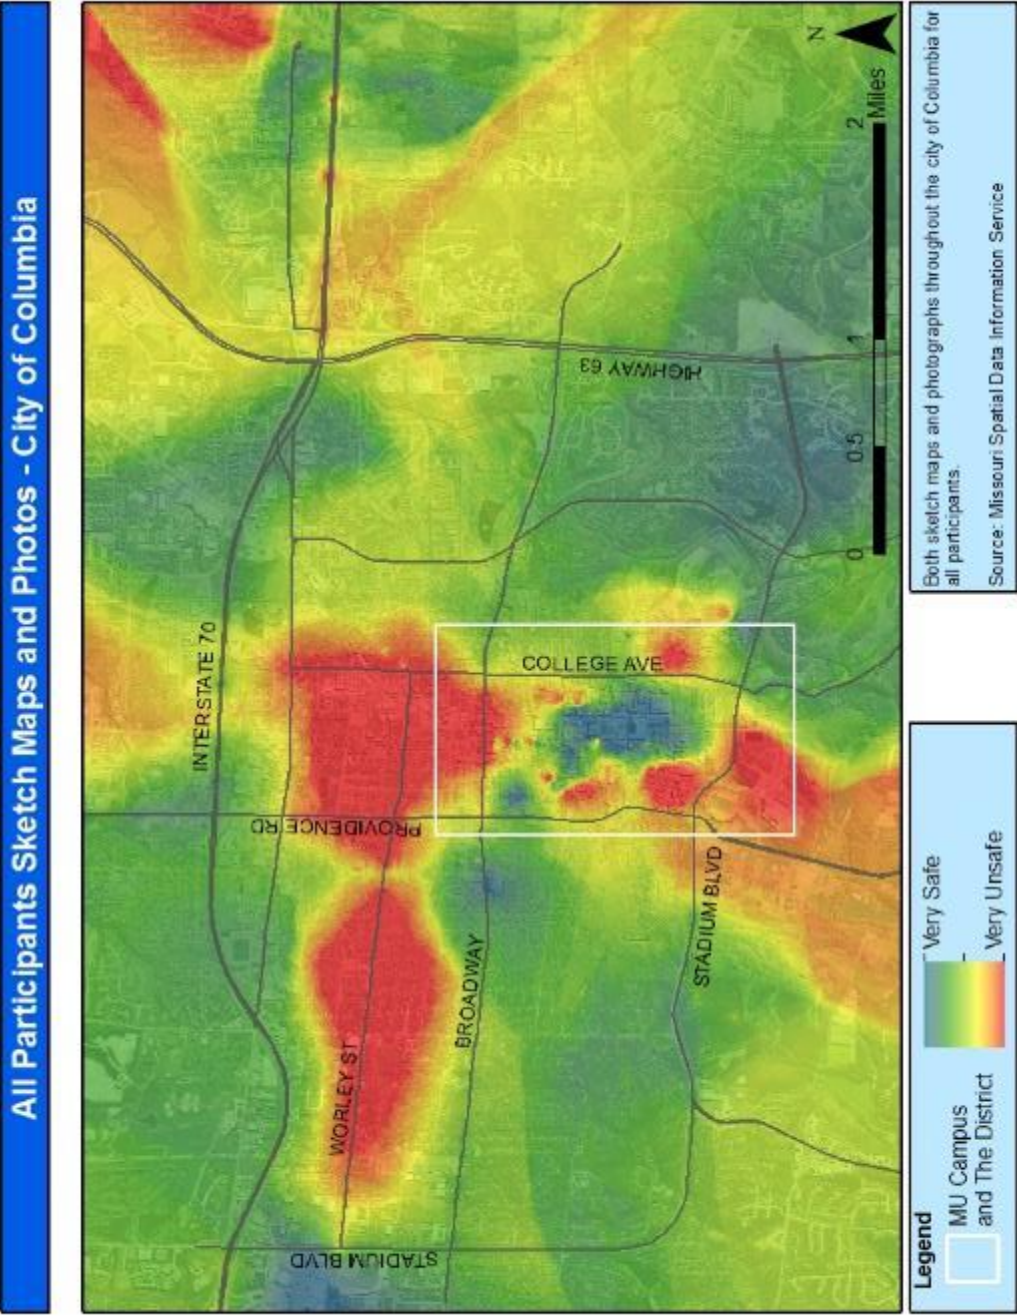 All Participants Sketch Maps and Photos - City of Columbia
INTERSTATE 70
PROVIDENCE RD
WORLEY ST
BROADWAY
COLLEGE AVE
HIGHWAY 63
STADIUM BLVD
STADIUM BLVD
N
0 0.5 1 2
Miles
Legend
MU Campus
and The District
Very Safe
Very Unsafe
Both sketch maps and photographs throughout the city of Columbia for
all participants.
Source: Missouri Spatial Data Information Service